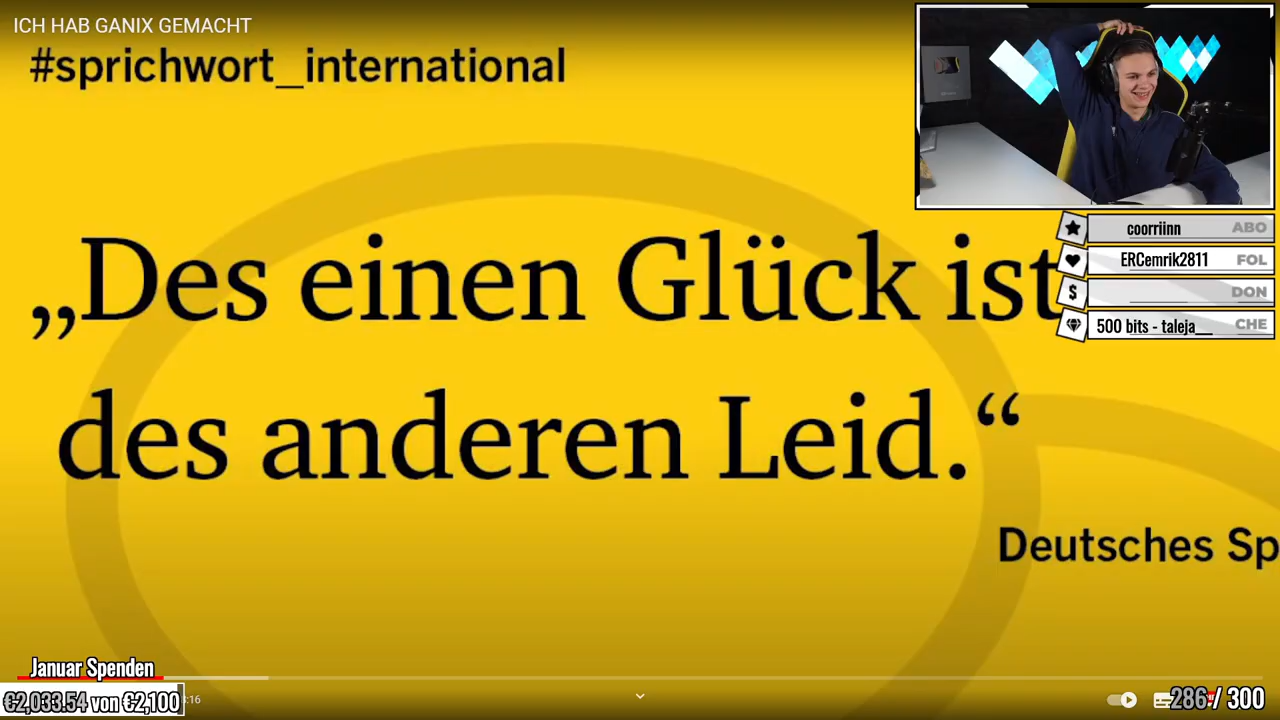 ICH HAB GANIX GEMACHT
#sprichwort_international
„Des einen Glück ist
des anderen Leid.“
Deutsches Sp
coorriinn ABO
ERCemrik2811 FOL
DON
500 bits - taleja__ CHE
Januar Spenden
€2,033.54 von €2,100
:16
286 / 300